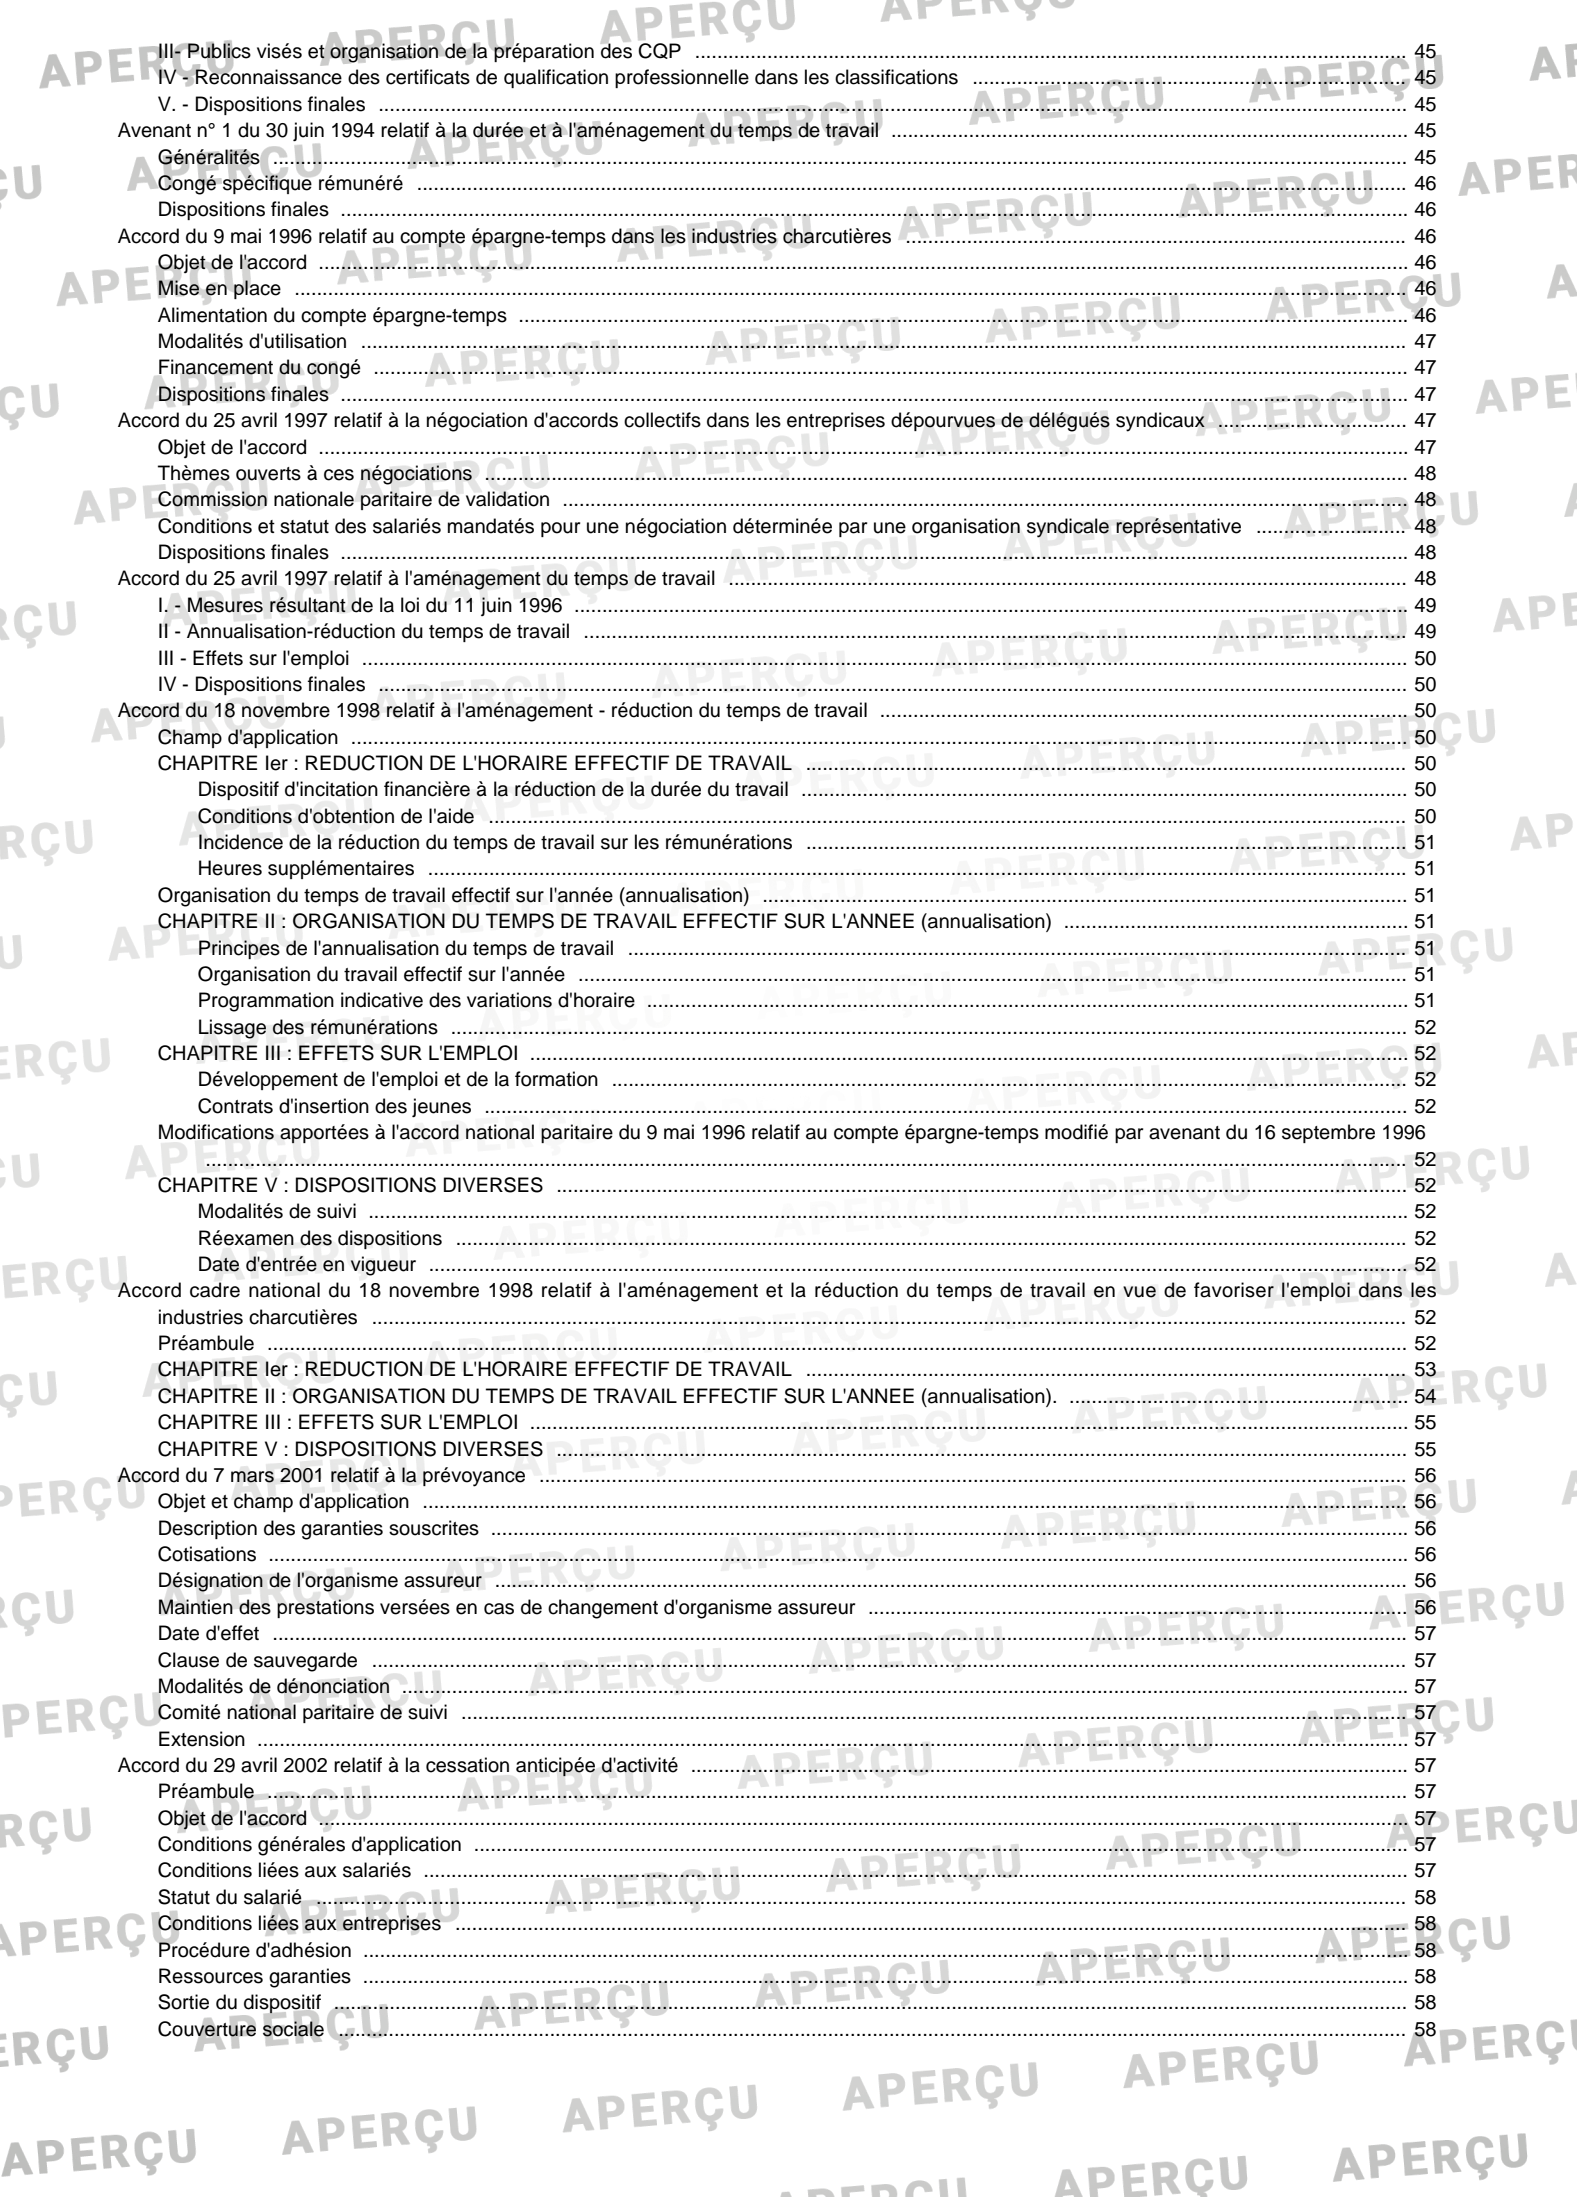 III- Publics visés et organisation de la préparation des CQP ........ 45
IV - Reconnaissance des certificats de qualification professionnelle dans les classifications ........ 45
V. - Dispositions finales ........ 45
Avenant n° 1 du 30 juin 1994 relatif à la durée et à l'aménagement du temps de travail ........ 45
Généralités ........ 45
Congé spécifique rémunéré ........ 46
Dispositions finales ........ 46
Accord du 9 mai 1996 relatif au compte épargne-temps dans les industries charcutières ........ 46
Objet de l'accord ........ 46
Mise en place ........ 46
Alimentation du compte épargne-temps ........ 46
Modalités d'utilisation ........ 47
Financement du congé ........ 47
Dispositions finales ........ 47
Accord du 25 avril 1997 relatif à la négociation d'accords collectifs dans les entreprises dépourvues de délégués syndicaux ........ 47
Objet de l'accord ........ 47
Thèmes ouverts à ces négociations ........ 48
Commission nationale paritaire de validation ........ 48
Conditions et statut des salariés mandatés pour une négociation déterminée par une organisation syndicale représentative ........ 48
Dispositions finales ........ 48
Accord du 25 avril 1997 relatif à l'aménagement du temps de travail ........ 48
I. - Mesures résultant de la loi du 11 juin 1996 ........ 49
II - Annualisation-réduction du temps de travail ........ 49
III - Effets sur l'emploi ........ 50
IV - Dispositions finales ........ 50
Accord du 18 novembre 1998 relatif à l'aménagement - réduction du temps de travail ........ 50
Champ d'application ........ 50
CHAPITRE Ier : REDUCTION DE L'HORAIRE EFFECTIF DE TRAVAIL ........ 50
Dispositif d'incitation financière à la réduction de la durée du travail ........ 50
Conditions d'obtention de l'aide ........ 50
Incidence de la réduction du temps de travail sur les rémunérations ........ 51
Heures supplémentaires ........ 51
Organisation du temps de travail effectif sur l'année (annualisation) ........ 51
CHAPITRE II : ORGANISATION DU TEMPS DE TRAVAIL EFFECTIF SUR L'ANNEE (annualisation) ........ 51
Principes de l'annualisation du temps de travail ........ 51
Organisation du travail effectif sur l'année ........ 51
Programmation indicative des variations d'horaire ........ 51
Lissage des rémunérations ........ 52
CHAPITRE III : EFFETS SUR L'EMPLOI ........ 52
Développement de l'emploi et de la formation ........ 52
Contrats d'insertion des jeunes ........ 52
Modifications apportées à l'accord national paritaire du 9 mai 1996 relatif au compte épargne-temps modifié par avenant du 16 septembre 1996
........ 52
CHAPITRE V : DISPOSITIONS DIVERSES ........ 52
Modalités de suivi ........ 52
Réexamen des dispositions ........ 52
Date d'entrée en vigueur ........ 52
Accord cadre national du 18 novembre 1998 relatif à l'aménagement et la réduction du temps de travail en vue de favoriser l'emploi dans les
industries charcutières ........ 52
Préambule ........ 52
CHAPITRE Ier : REDUCTION DE L'HORAIRE EFFECTIF DE TRAVAIL ........ 53
CHAPITRE II : ORGANISATION DU TEMPS DE TRAVAIL EFFECTIF SUR L'ANNEE (annualisation). ........ 54
CHAPITRE III : EFFETS SUR L'EMPLOI ........ 55
CHAPITRE V : DISPOSITIONS DIVERSES ........ 55
Accord du 7 mars 2001 relatif à la prévoyance ........ 56
Objet et champ d'application ........ 56
Description des garanties souscrites ........ 56
Cotisations ........ 56
Désignation de l'organisme assureur ........ 56
Maintien des prestations versées en cas de changement d'organisme assureur ........ 56
Date d'effet ........ 57
Clause de sauvegarde ........ 57
Modalités de dénonciation ........ 57
Comité national paritaire de suivi ........ 57
Extension ........ 57
Accord du 29 avril 2002 relatif à la cessation anticipée d'activité ........ 57
Préambule ........ 57
Objet de l'accord ........ 57
Conditions générales d'application ........ 57
Conditions liées aux salariés ........ 57
Statut du salarié ........ 58
Conditions liées aux entreprises ........ 58
Procédure d'adhésion ........ 58
Ressources garanties ........ 58
Sortie du dispositif ........ 58
Couverture sociale ........ 58
APERÇU